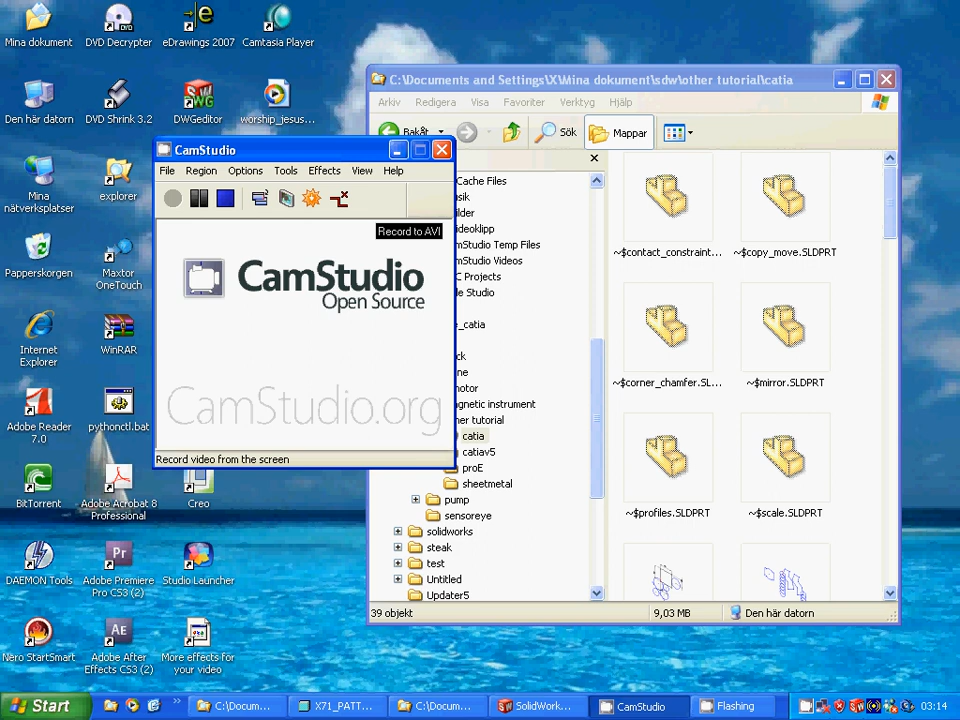 Mina dokument
DVD Decrypter
eDrawings 2007
Camtasia Player
Den här datorn
DVD Shrink 3.2
DWGeditor
worship_jesus...
Mina
nätverksplatser
explorer
Papperskorgen
Maxtor
OneTouch
Internet
Explorer
WinRAR
Adobe Reader
7.0
pythonctl.bat
BitTorrent
Adobe Acrobat 8
Professional
Creo
DAEMON Tools
Adobe Premiere
Pro CS3 (2)
Studio Launcher
Nero StartSmart
Adobe After
Effects CS3 (2)
More effects for
your video
C:\Documents and Settings\X\Mina dokument\sdw\other tutorial\catia
Arkiv Redigera Visa Favoriter Verktyg Hjälp
Bakåt Sök Mappar
Cache Files
ideoklipp
mStudio Temp Files
mStudio Videos
C Projects
le Studio
e_catia
otor
gnetic instrument
her tutorial
catia
catiav5
proE
sheetmetal
pump
sensoreye
solidworks
steak
test
Untitled
Updater5
~$contact_constraint...
~$copy_move.SLDPRT
~$corner_chamfer.SL...
~$mirror.SLDPRT
~$profiles.SLDPRT
~$scale.SLDPRT
39 objekt 9,03 MB Den här datorn
CamStudio
File Region Options Tools Effects View Help
Record to AVI
CamStudio
Open Source
CamStudio.org
Record video from the screen
Start
C:\Docum...
X71_PATT...
C:\Docum...
SolidWork...
CamStudio
Flashing
03:14